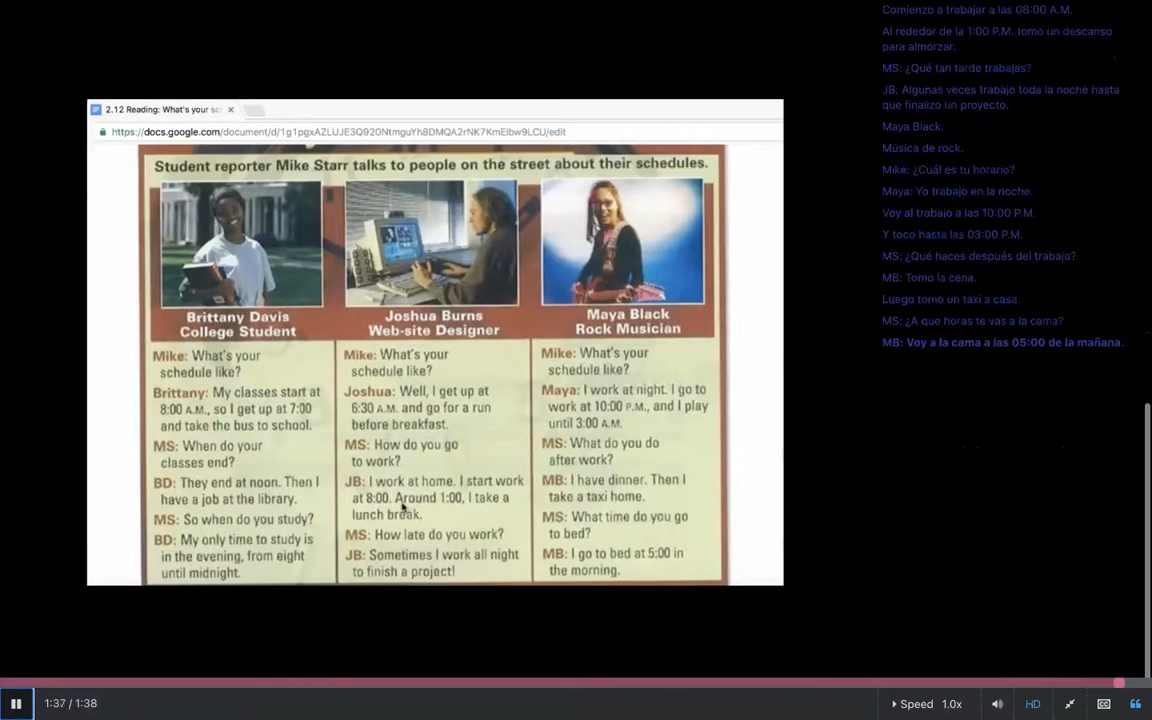 2.12 Reading: What's your sc
https://docs.google.com/document/d/1g1pgxAZLUJE3Q920NtmguYh8DMQA2rNK7KmElbw9LCU/edit
Student reporter Mike Starr talks to people on the street about their schedules.
Brittany Davis
College Student
Mike: What's your
schedule like?
Brittany: My classes start at
8:00 A.M., so I get up at 7:00
and take the bus to school.
MS: When do your
classes end?
BD: They end at noon. Then I
have a job at the library.
MS: So when do you study?
BD: My only time to study is
in the evening, from eight
until midnight.
Joshua Burns
Web-site Designer
Mike: What's your
schedule like?
Joshua: Well, I get up at
6:30 A.M. and go for a run
before breakfast.
MS: How do you go
to work?
JB: I work at home. I start work
at 8:00. Around 1:00, I take a
lunch break.
MS: How late do you work?
JB: Sometimes I work all night
to finish a project!
Maya Black
Rock Musician
Mike: What's your
schedule like?
Maya: I work at night. I go to
work at 10:00 P.M., and I play
until 3:00 A.M.
MS: What do you do
after work?
MB: I have dinner. Then I
take a taxi home.
MS: What time do you go
to bed?
MB: I go to bed at 5:00 in
the morning.
Comienzo a trabajar a las 08:00 A.M.
Al rededor de la 1:00 P.M. tomo un descanso
para almorzar.
MS: ¿Qué tan tarde trabajas?
JB: Algunas veces trabajo toda la noche hasta
que finalizo un proyecto.
Maya Black.
Música de rock.
Mike: ¿Cuál es tu horario?
Maya: Yo trabajo en la noche.
Voy al trabajo a las 10:00 P.M.
Y toco hasta las 03:00 P.M.
MS: ¿Qué haces después del trabajo?
MB: Tomo la cena.
Luego tomo un taxi a casa.
MS: ¿A que horas te vas a la cama?
MB: Voy a la cama a las 05:00 de la mañana.
1:37 / 1:38
Speed 1.0x
HD
CC